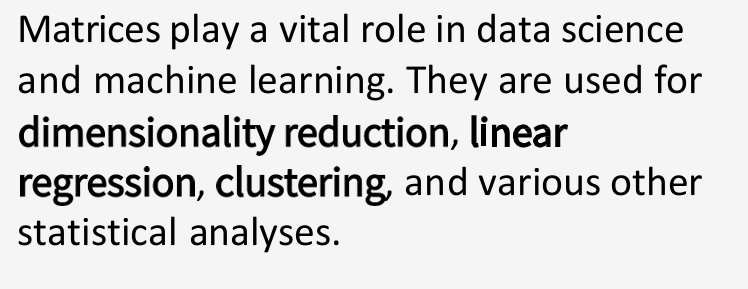 Matrices play a vital role in data science
and machine learning. They are used for
dimensionality reduction, linear
regression, clustering, and various other
statistical analyses.